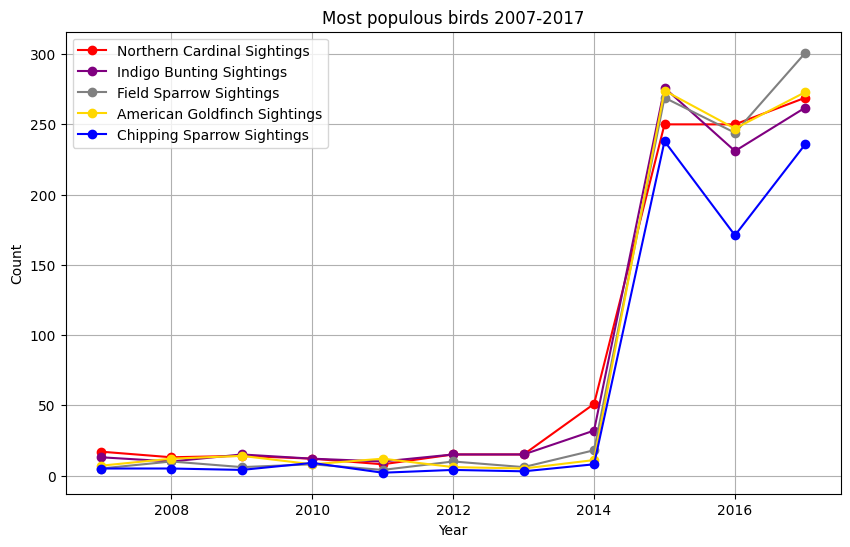 Most populous birds 2007-2017
Northern Cardinal Sightings
Indigo Bunting Sightings
Field Sparrow Sightings
American Goldfinch Sightings
Chipping Sparrow Sightings
300
250
200
150
100
50
0
Count
2008 2010 2012 2014 2016
Year